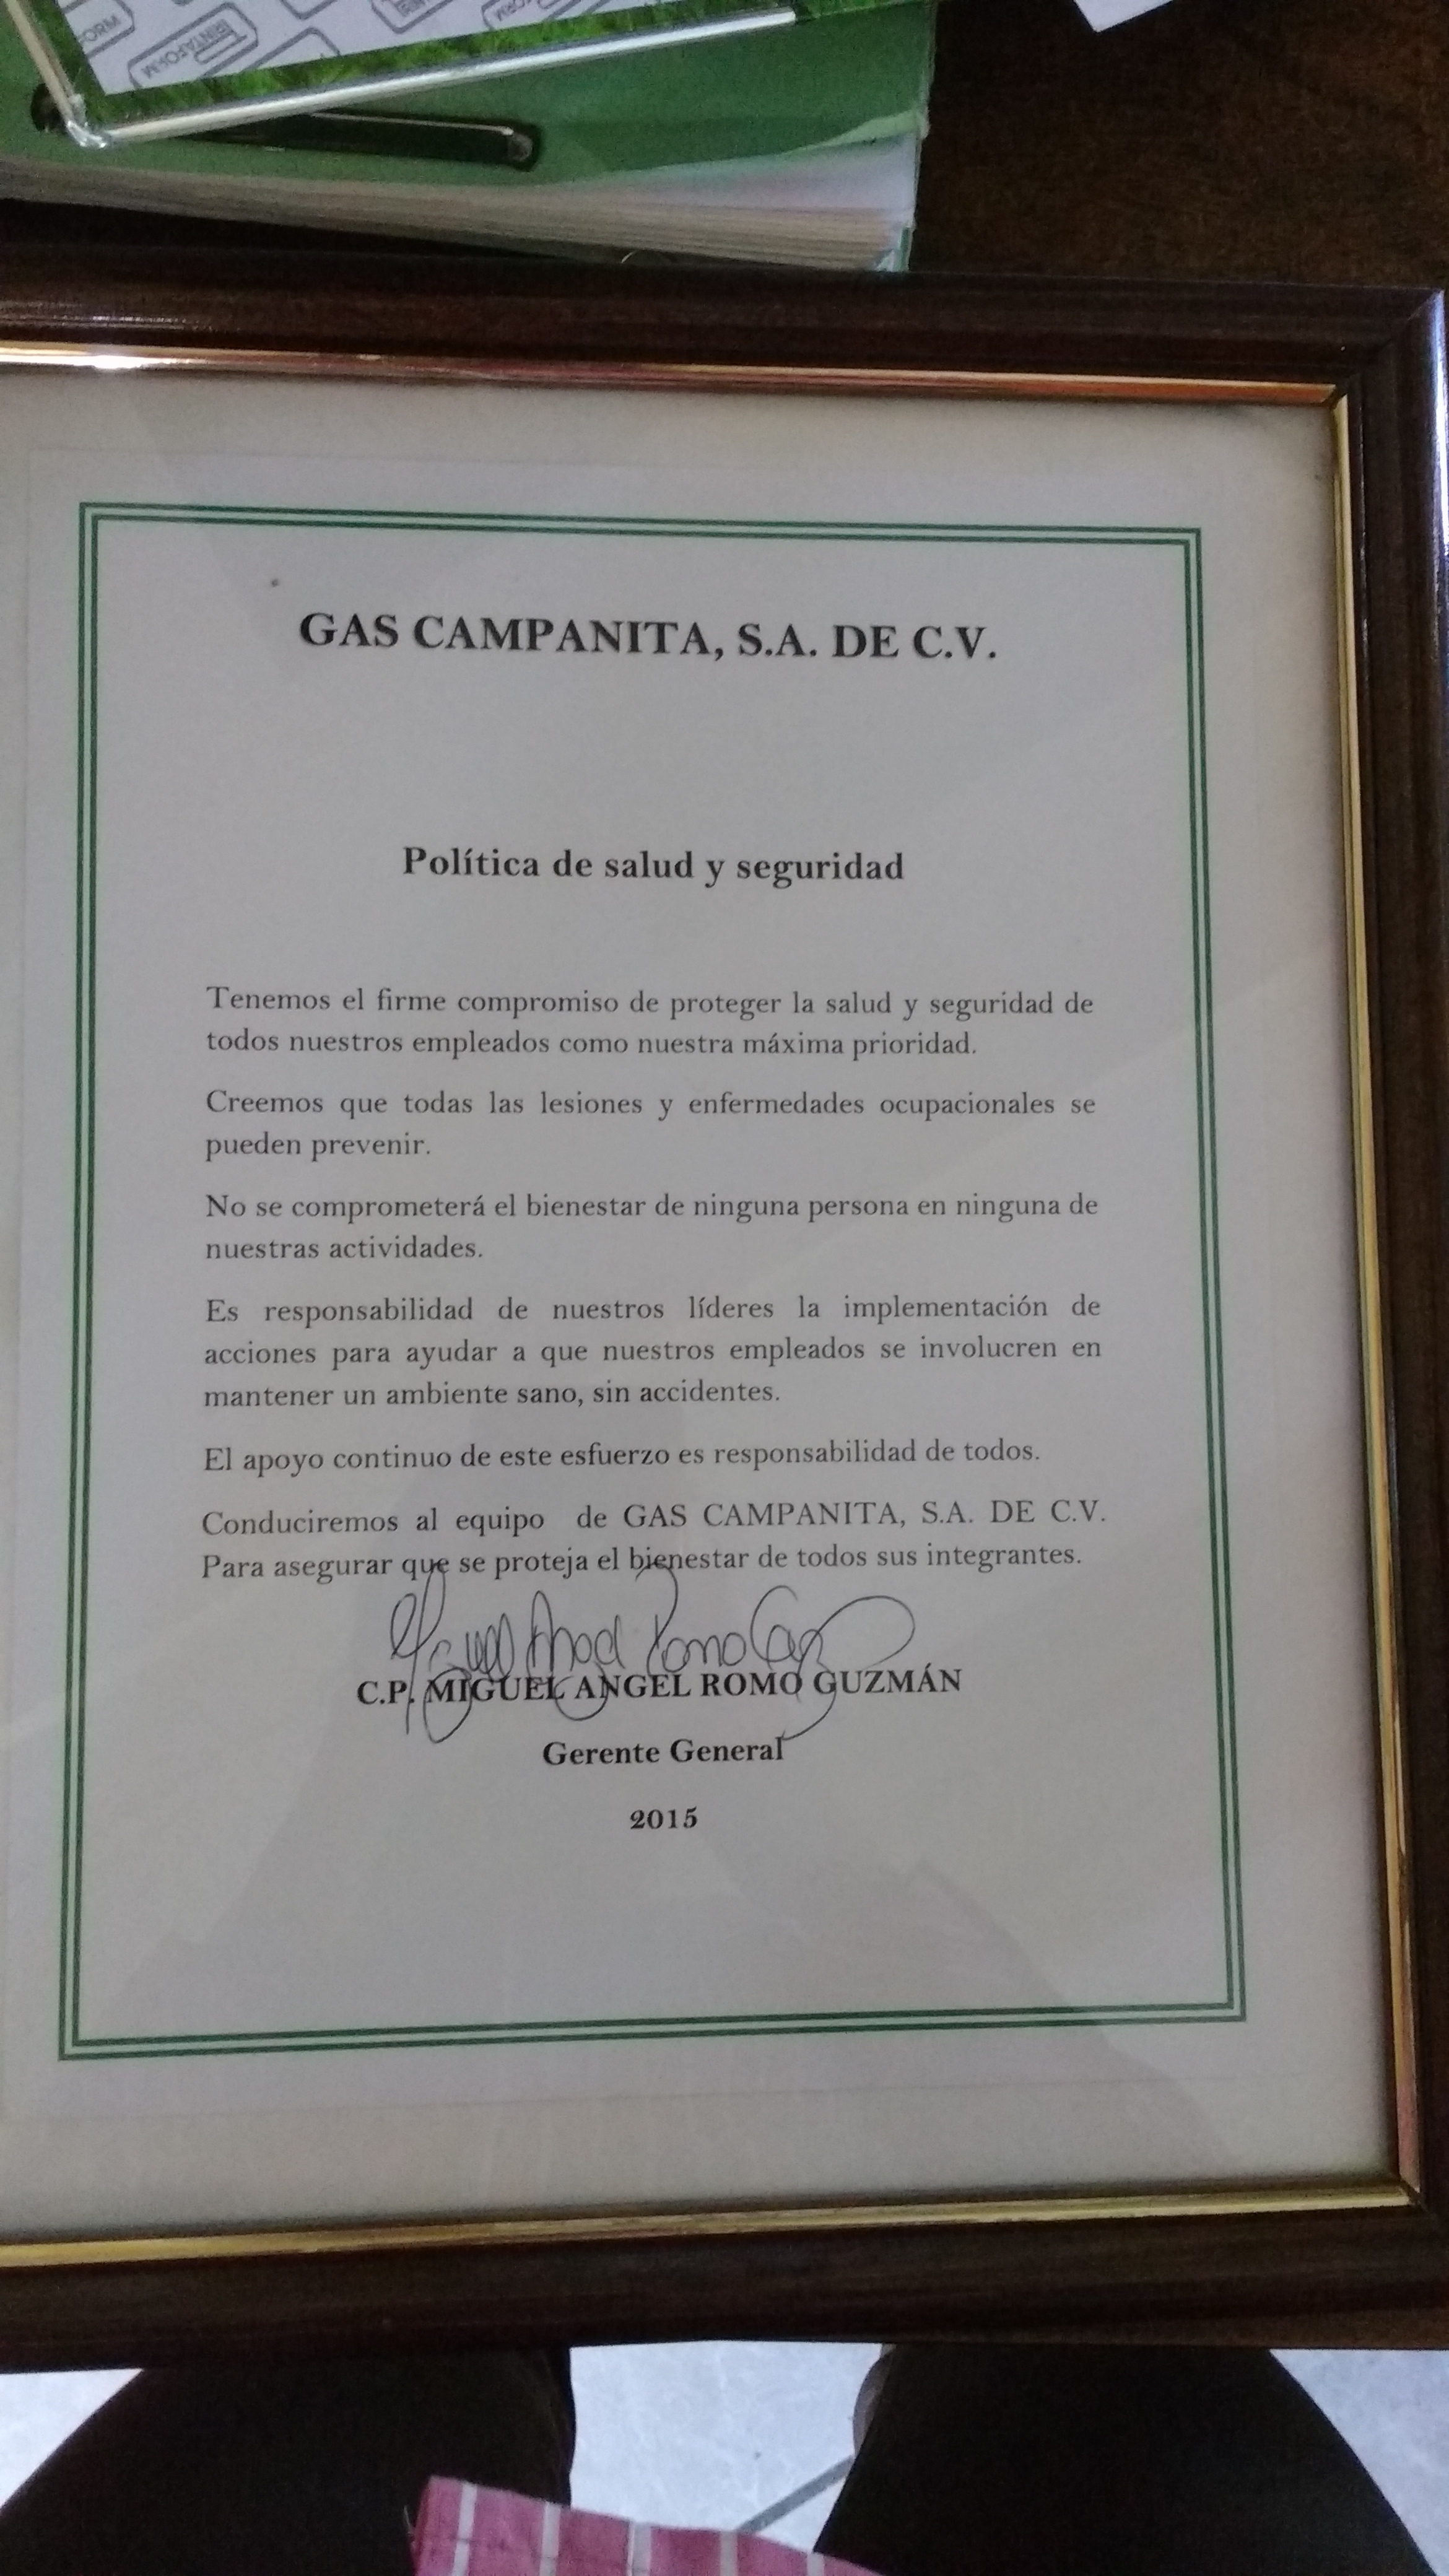 PRINTAFORM
GAS CAMPANITA, S.A. DE C.V.
Política de salud y seguridad
Tenemos el firme compromiso de proteger la salud y seguridad de
todos nuestros empleados como nuestra máxima prioridad.
Creemos que todas las lesiones y enfermedades ocupacionales se
pueden prevenir.
No se comprometerá el bienestar de ninguna persona en ninguna de
nuestras actividades.
Es responsabilidad de nuestros líderes la implementación de
acciones para ayudar a que nuestros empleados se involucren en
mantener un ambiente sano, sin accidentes.
El apoyo continuo de este esfuerzo es responsabilidad de todos.
Conduciremos al equipo de GAS CAMPANITA, S.A. DE C.V.
Para asegurar que se proteja el bienestar de todos sus integrantes.
C.P. MIGUEL ANGEL ROMO GUZMÁN
Gerente General
2015